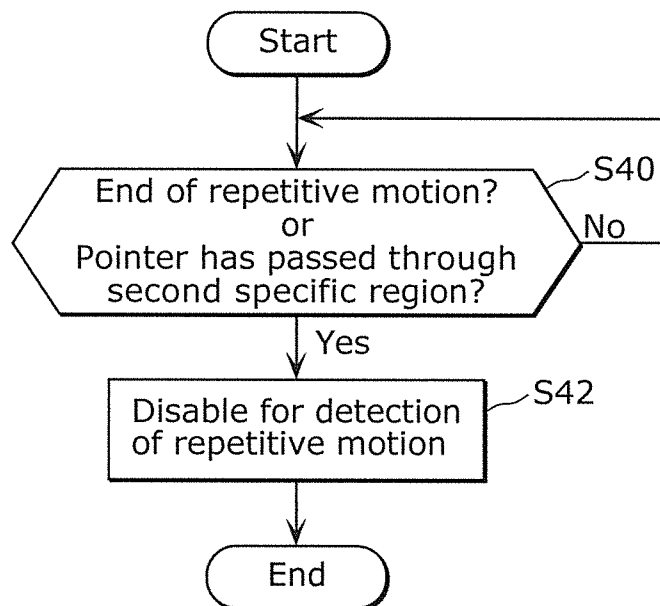 Start
End of repetitive motion?
or
Pointer has passed through
second specific region?
S40
No
Yes
Disable for detection
of repetitive motion
S42
End